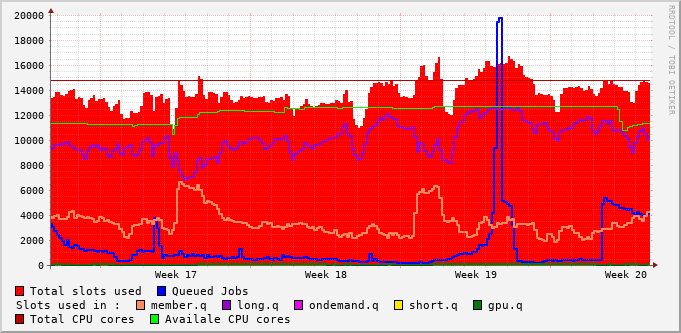 20000
18000
16000
14000
12000
10000
8000
6000
4000
2000
0
Week 17 Week 18 Week 19 Week 20
RRDTOOL / TOBI OETIKER
Total slots used Queued Jobs
Slots used in : member.q long.q ondemand.q short.q gpu.q
Total CPU cores Availale CPU cores